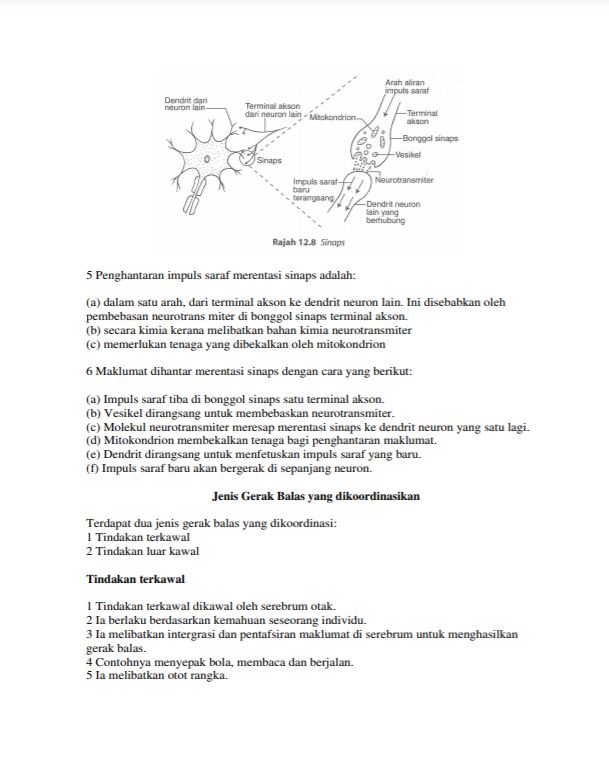 Dendrit dari
neuron lain
Terminal akson
dari neuron lain
Sinaps
Arah aliran
impuls saraf
Mitokondrion
Terminal
akson
Bonggol sinaps
Vesikel
Neurotransmiter
Impuls saraf
baru
terangsang
Dendrit neuron
lain yang
berhubung
Rajah 12.8 Sinaps
5 Penghantaran impuls saraf merentasi sinaps adalah:
(a) dalam satu arah, dari terminal akson ke dendrit neuron lain. Ini disebabkan oleh
pembebasan neurotrans miter di bonggol sinaps terminal akson.
(b) secara kimia kerana melibatkan bahan kimia neurotransmiter
(c) memerlukan tenaga yang dibekalkan oleh mitokondrion
6 Maklumat dihantar merentasi sinaps dengan cara yang berikut:
(a) Impuls saraf tiba di bonggol sinaps satu terminal akson.
(b) Vesikel dirangsang untuk membebaskan neurotransmiter.
(c) Molekul neurotransmiter meresap merentasi sinaps ke dendrit neuron yang satu lagi.
(d) Mitokondrion membekalkan tenaga bagi penghantaran maklumat.
(e) Dendrit dirangsang untuk menfetuskan impuls saraf yang baru.
(f) Impuls saraf baru akan bergerak di sepanjang neuron.
Jenis Gerak Balas yang dikoordinasikan
Terdapat dua jenis gerak balas yang dikoordinasi:
1 Tindakan terkawal
2 Tindakan luar kawal
Tindakan terkawal
1 Tindakan terkawal dikawal oleh serebrum otak.
2 Ia berlaku berdasarkan kemahuan seseorang individu.
3 Ia melibatkan intergrasi dan pentafsiran maklumat di serebrum untuk menghasilkan
gerak balas.
4 Contohnya menyepak bola, membaca dan berjalan.
5 Ia melibatkan otot rangka.